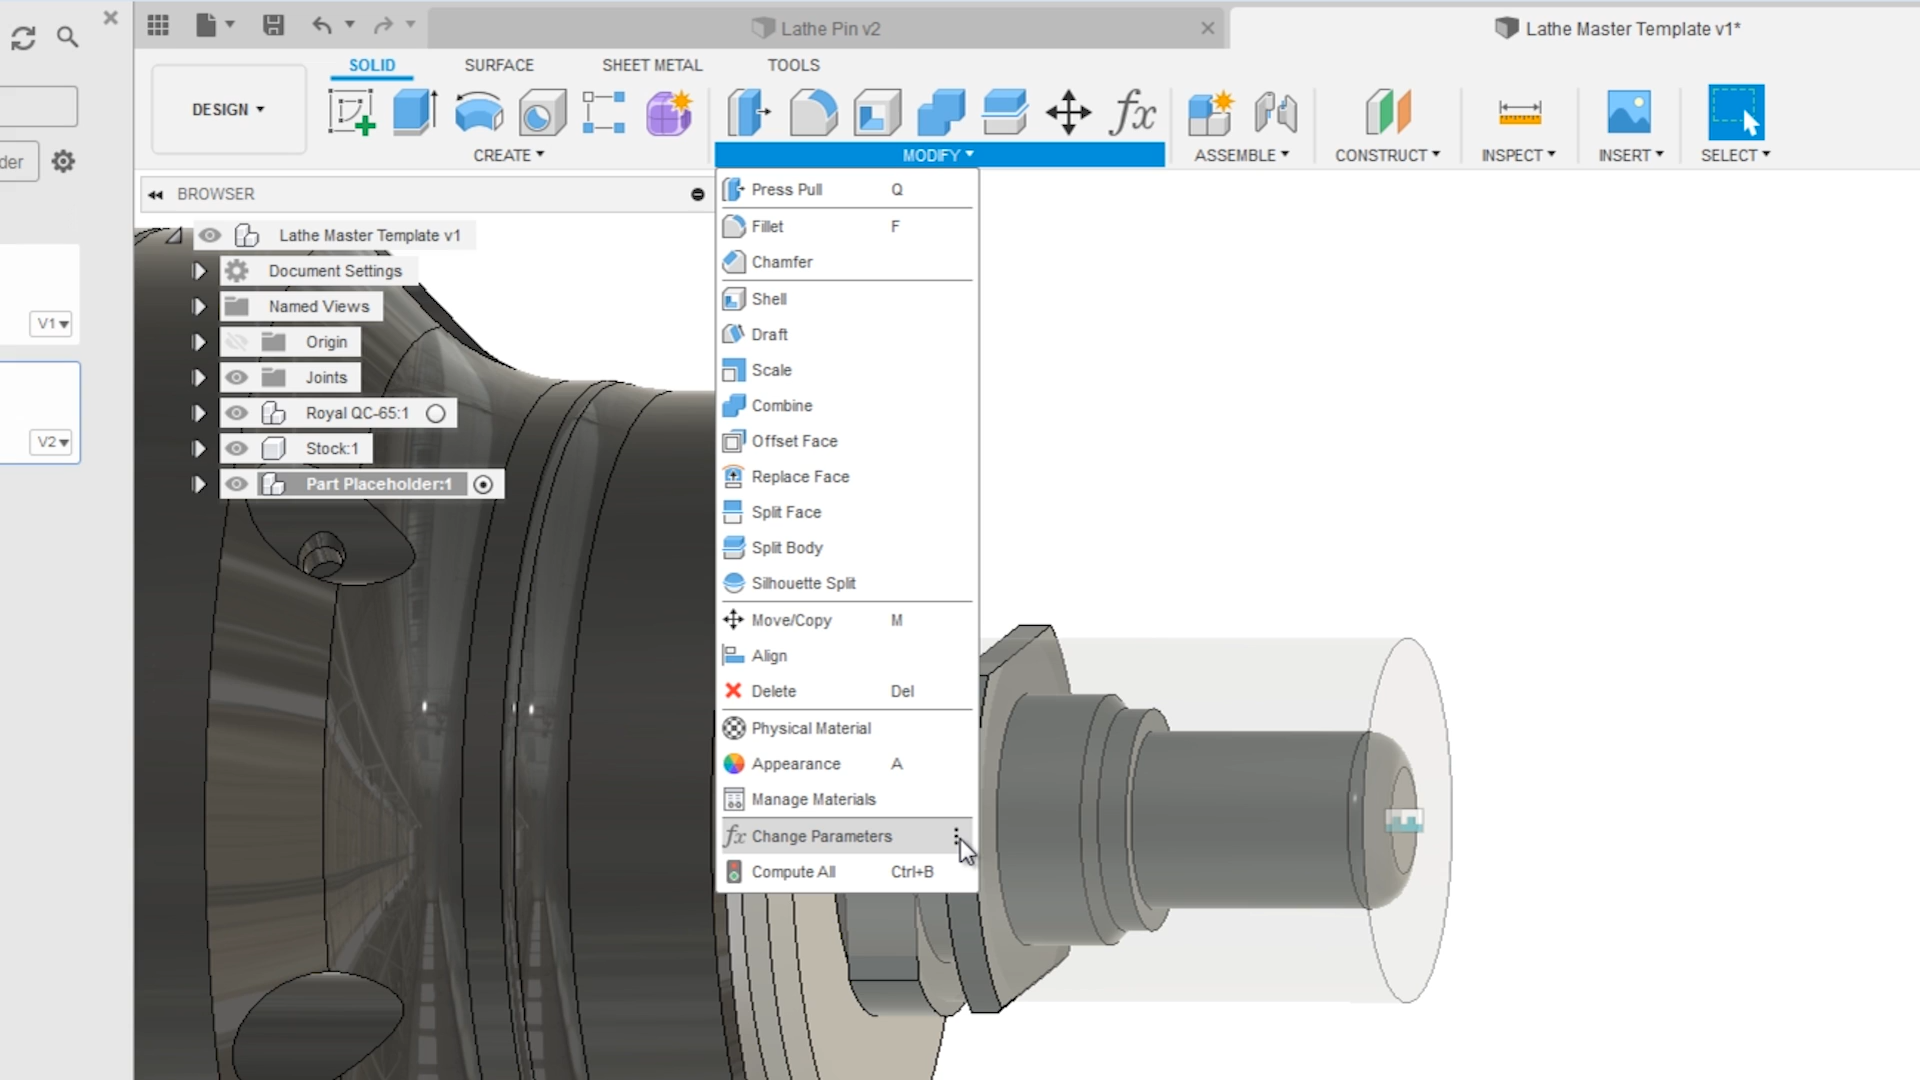 Lathe Pin v2
Lathe Master Template v1*
SOLID
SURFACE
SHEET METAL
TOOLS
DESIGN
fx
CREATE
MODIFY
ASSEMBLE
CONSTRUCT
INSPECT
INSERT
SELECT
der
V1
V2
BROWSER
Lathe Master Template v1
Document Settings
Named Views
Origin
Joints
Royal QC-65:1
Stock:1
Part Placeholder:1
Press Pull Q
Fillet F
Chamfer
Shell
Draft
Scale
Combine
Offset Face
Replace Face
Split Face
Split Body
Silhouette Split
Move/Copy M
Align
Delete Del
Physical Material
Appearance A
Manage Materials
fx Change Parameters
Compute All Ctrl+B